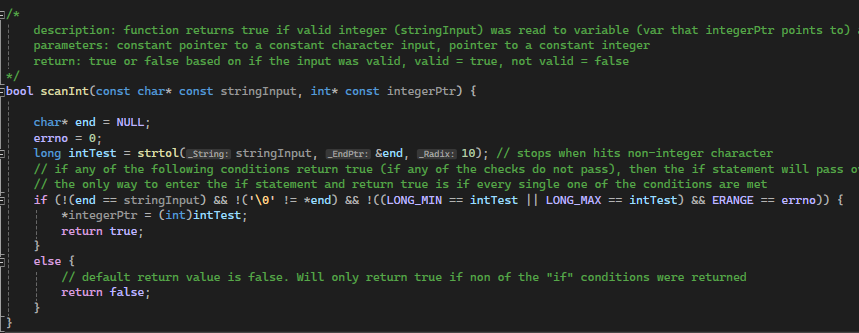 /*
description: function returns true if valid integer (stringInput) was read to variable (var that integerPtr points to)
parameters: constant pointer to a constant character input, pointer to a constant integer
return: true or false based on if the input was valid, valid = true, not valid = false
*/
bool scanInt(const char* const stringInput, int* const integerPtr) {
char* end = NULL;
errno = 0;
long intTest = strtol(_String: stringInput, _EndPtr: &end, _Radix: 10); // stops when hits non-integer character
// if any of the following conditions return true (if any of the checks do not pass), then the if statement will pass
// the only way to enter the if statement and return true is if every single one of the conditions are met
if (!(end == stringInput) && !('\0' != *end) && !((LONG_MIN == intTest || LONG_MAX == intTest) && ERANGE == errno)) {
*integerPtr = (int)intTest;
return true;
}
else {
// default return value is false. Will only return true if non of the "if" conditions were returned
return false;
}
}